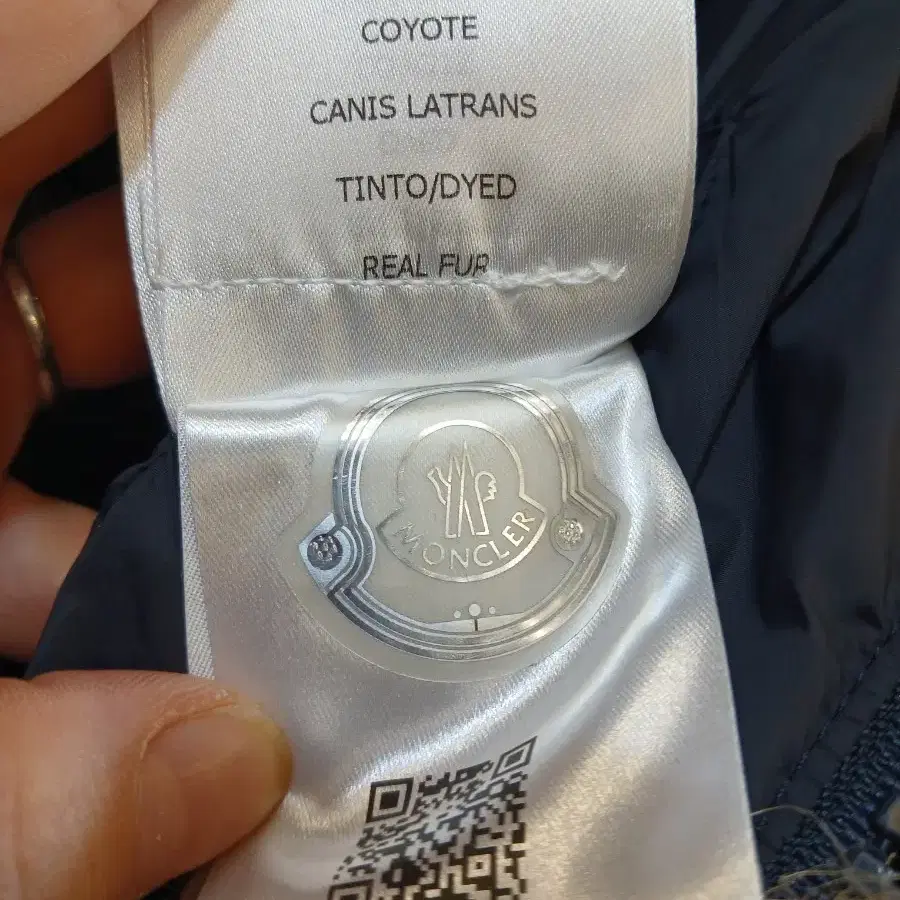 COYOTE
CANIS LATRANS
TINTO/DYED
REAL FUR
MONCLER